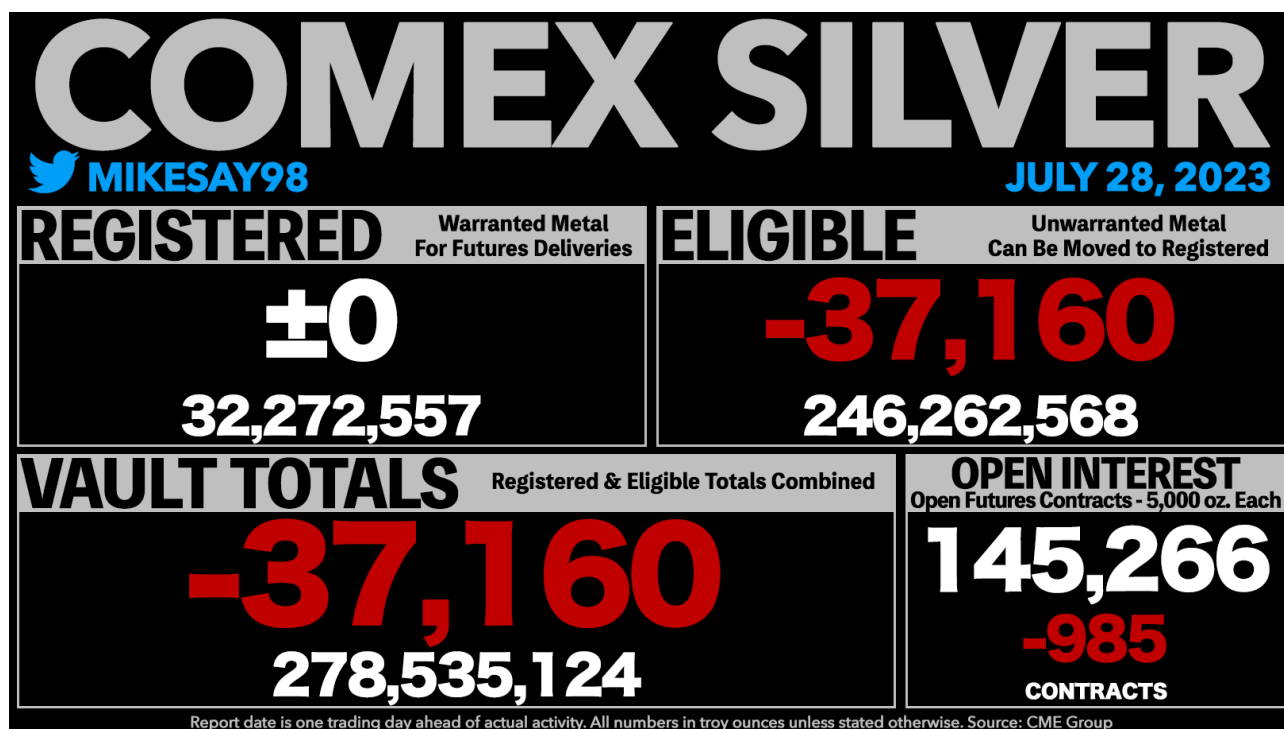 COMEX SILVER
MIKESAY98
JULY 28, 2023
REGISTERED
Warranted Metal
For Futures Deliveries
±0
32,272,557
ELIGIBLE
Unwarranted Metal
Can Be Moved to Registered
-37,160
246,262,568
VAULT TOTALS
Registered & Eligible Totals Combined
-37,160
278,535,124
OPEN INTEREST
Open Futures Contracts - 5,000 oz. Each
145,266
-985
CONTRACTS
Report date is one trading day ahead of actual activity. All numbers in troy ounces unless stated otherwise. Source: CME Group